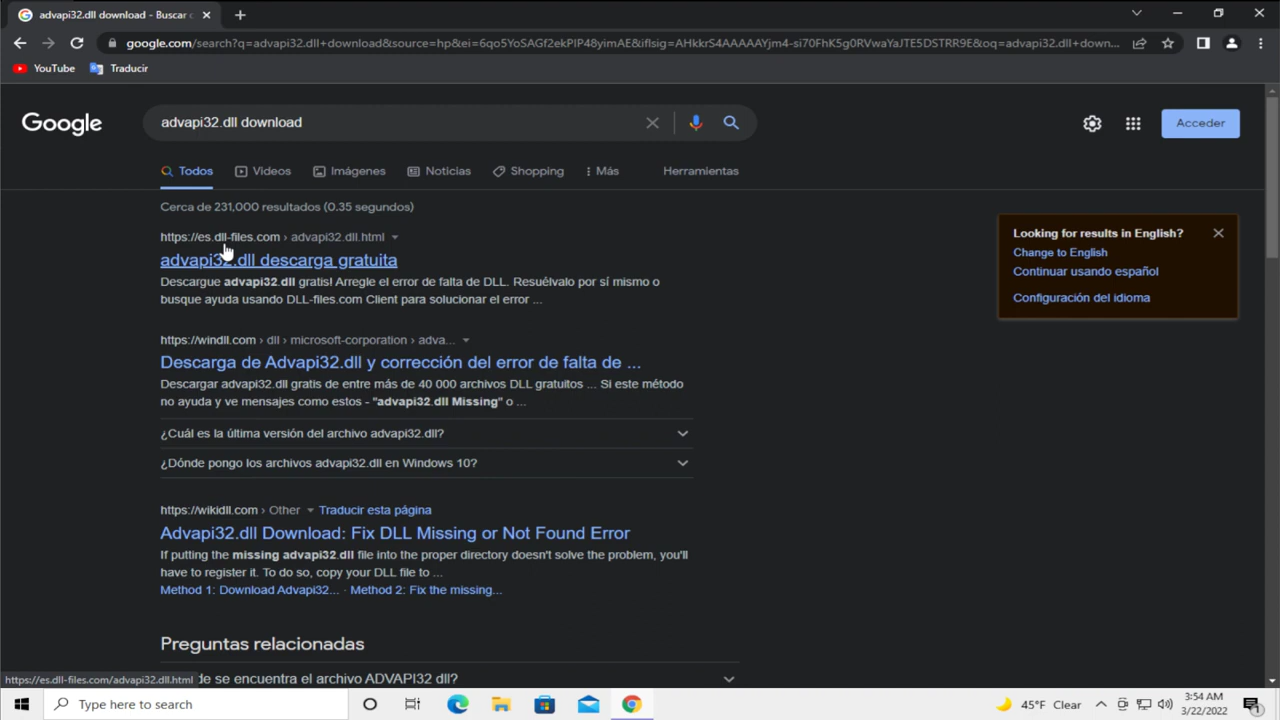 advapi32.dll download - Buscar c
google.com/search?q=advapi32.dll+download&source=hp&ei=6qo5YoSAGf2ekPIP48yimAE&iflsig=AHkkrS4AAAAAYjm4-si70FhK5g0RVwaYaJTE5DSTRR9E&oq=advapi32.dll+down...
YouTube Traducir
Google
advapi32.dll download
Acceder
Todos Videos Imágenes Noticias Shopping Más Herramientas
Cerca de 231,000 resultados (0.35 segundos)
https://es.dll-files.com › advapi32.dll.html
advapi32.dll descarga gratuita
Descargue advapi32.dll gratis! Arregle el error de falta de DLL. Resuélvalo por sí mismo o
busque ayuda usando DLL-files.com Client para solucionar el error ...
Looking for results in English?
Change to English
Continuar usando español
Configuración del idioma
https://windll.com › dll › microsoft-corporation › adva...
Descarga de Advapi32.dll y corrección del error de falta de ...
Descargar advapi32.dll gratis de entre más de 40 000 archivos DLL gratuitos ... Si este método
no ayuda y ve mensajes como estos - "advapi32.dll Missing" o ...
¿Cuál es la última versión del archivo advapi32.dll?
¿Dónde pongo los archivos advapi32.dll en Windows 10?
https://wikidll.com › Other Traducir esta página
Advapi32.dll Download: Fix DLL Missing or Not Found Error
If putting the missing advapi32.dll file into the proper directory doesn't solve the problem, you'll
have to register it. To do so, copy your DLL file to ...
Method 1: Download Advapi32... · Method 2: Fix the missing...
Preguntas relacionadas
de se encuentra el archivo ADVAPI32 dll?
https://es.dll-files.com/advapi32.dll.html
Type here to search
45°F Clear
3:54 AM
3/22/2022
1